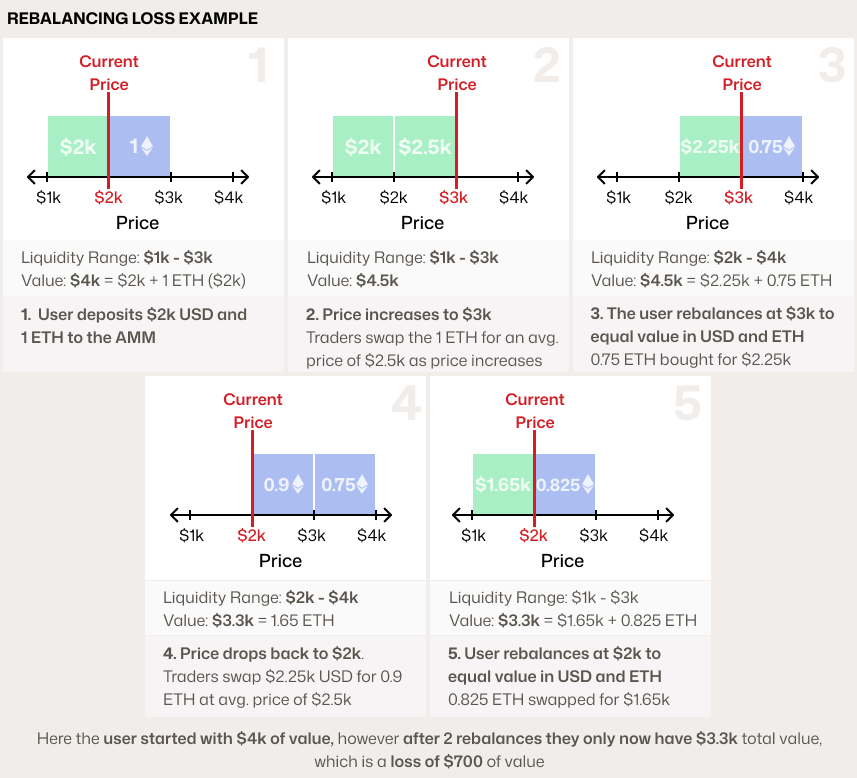 REBALANCING LOSS EXAMPLE
1
Current
Price
$2k
1
$1k
$2k
$3k
$4k
Price
Liquidity Range: $1k - $3k
Value: $4k = $2k + 1 ETH ($2k)
1. User deposits $2k USD and
1 ETH to the AMM
2
Current
Price
$2k
$2.5k
$1k
$2k
$3k
$4k
Price
Liquidity Range: $1k - $3k
Value: $4.5k
2. Price increases to $3k
Traders swap the 1 ETH for an avg.
price of $2.5k as price increases
3
Current
Price
$2.25k
0.75
$1k
$2k
$3k
$4k
Price
Liquidity Range: $2k - $4k
Value: $4.5k = $2.25k + 0.75 ETH
3. The user rebalances at $3k to
equal value in USD and ETH
0.75 ETH bought for $2.25k
4
Current
Price
0.9
0.75
$1k
$2k
$3k
$4k
Price
Liquidity Range: $2k - $4k
Value: $3.3k = 1.65 ETH
4. Price drops back to $2k.
Traders swap $2.25k USD for 0.9
ETH at avg. price of $2.5k
5
Current
Price
$1.65k
0.825
$1k
$2k
$3k
$4k
Price
Liquidity Range: $1k - $3k
Value: $3.3k = $1.65k + 0.825 ETH
5. User rebalances at $2k to
equal value in USD and ETH
0.825 ETH swapped for $1.65k
Here the user started with $4k of value, however after 2 rebalances they only now have $3.3k total value,
which is a loss of $700 of value